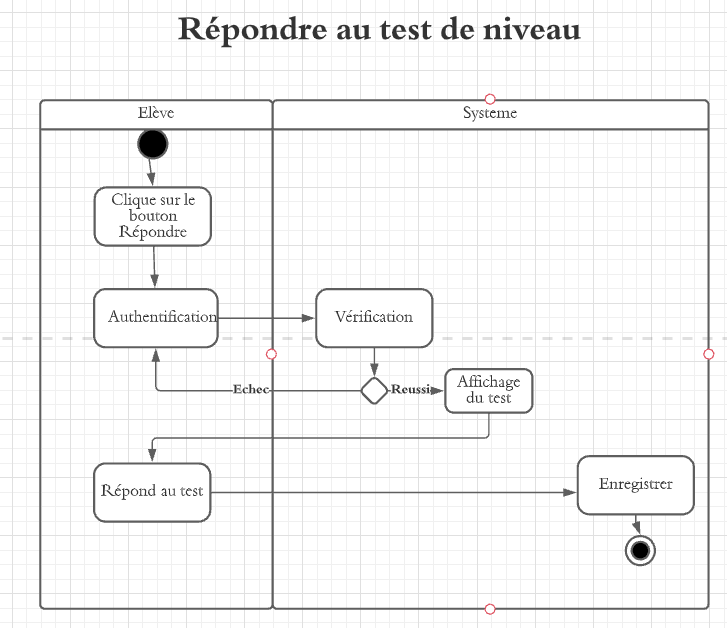 Répondre au test de niveau
Elève
Systeme
Clique sur le
bouton
Répondre
Authentification
Vérification
Echec
Reussie
Affichage
du test
Répond au test
Enregistrer